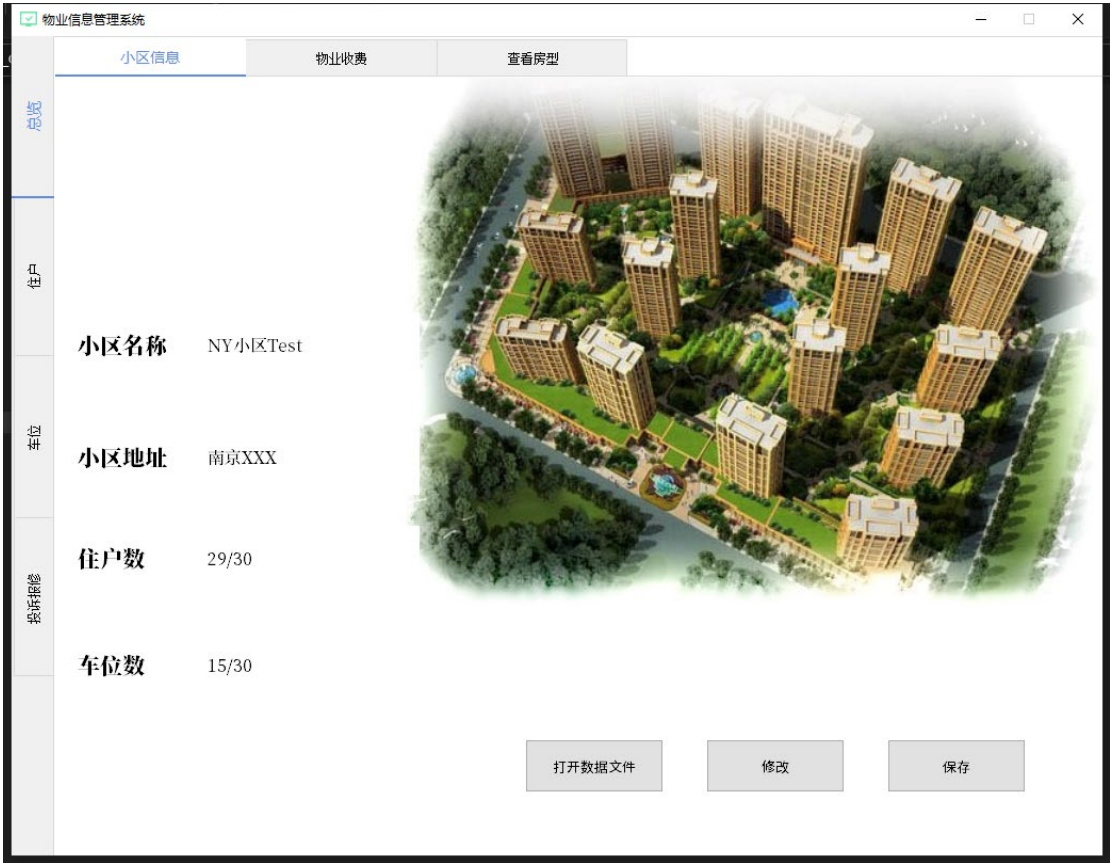 物业信息管理系统
小区信息
物业收费
查看房型
总览
住户
车位
投诉报修
小区名称
NY小区Test
小区地址
南京XXX
住户数
29/30
车位数
15/30
打开数据文件
修改
保存